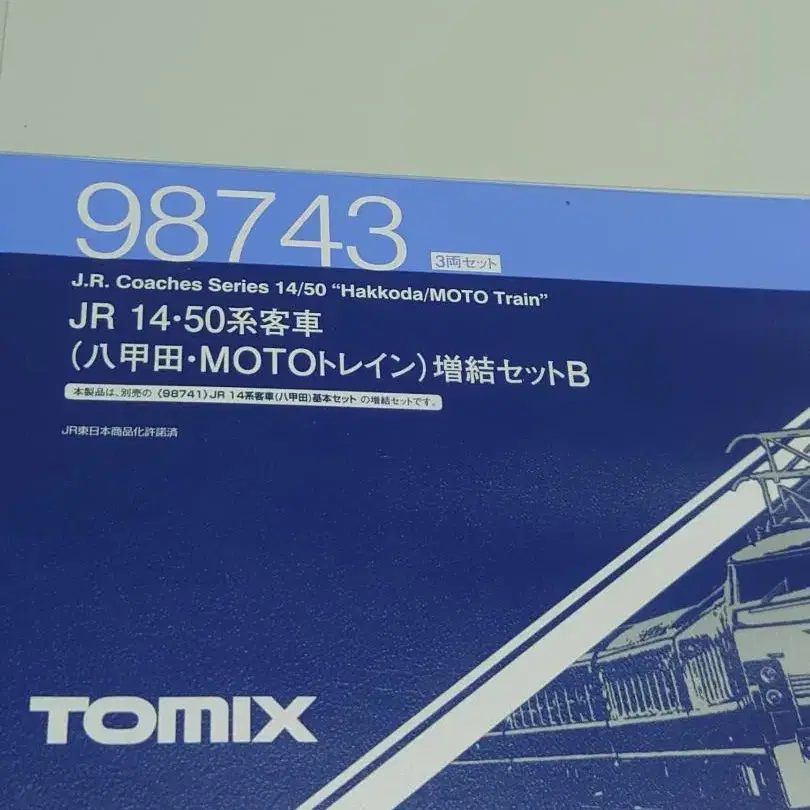 98743 3両セット
J.R. Coaches Series 14/50 “Hakkoda/MOTO Train”
JR 14・50系客車
(八甲田・MOTOトレイン)増結セットB
本製品は、別売の《98741》JR 14系客車(八甲田)基本セット の増結セットです。
JR東日本商品化許諾済
TOMIX